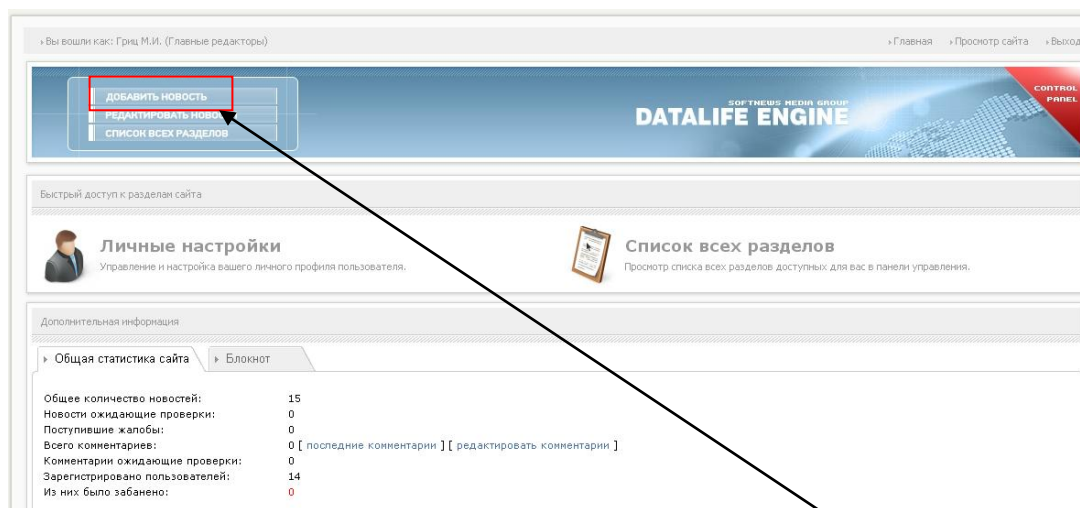 Вы вошли как: Гриц М.И. (Главные редакторы)
Главная Просмотр сайта Выход
ДОБАВИТЬ НОВОСТЬ
РЕДАКТИРОВАТЬ
СПИСОК ВСЕХ РАЗДЕЛОВ
SOFTNEWS MEDIA GROUP
DATALIFE ENGINE
CONTROL
PANEL
Быстрый доступ к разделам сайта
Личные настройки
Управление и настройка вашего личного профиля пользователя.
Список всех разделов
Просмотр списка всех разделов доступных для вас в панели управления.
Дополнительная информация
Общая статистика сайта
Блокнот
Общее количество новостей: 15
Новости ожидающие проверки: 0
Поступившие жалобы: 0
Всего комментариев: 0 [ последние комментарии ] [ редактировать комментарии ]
Комментарии ожидающие проверки: 0
Зарегистрировано пользователей: 14
Из них было забанено: 0